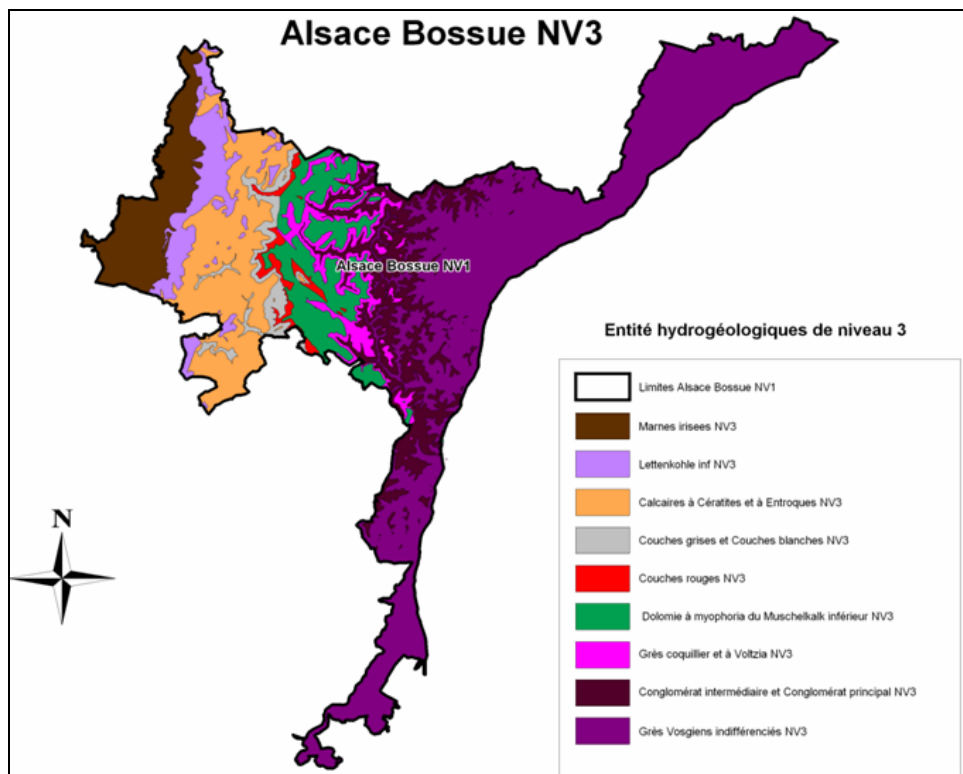 Alsace Bossue NV3
Alsace Bossue NV1
N
Entité hydrogéologiques de niveau 3
Limites Alsace Bossue NV1
Marnes irisees NV3
Lettenkohle inf NV3
Calcaires à Cératites et à Entroques NV3
Couches grises et Couches blanches NV3
Couches rouges NV3
Dolomie à myophoria du Muschelkalk inférieur NV3
Grès coquillier et à Voltzia NV3
Conglomérat intermédiaire et Conglomérat principal NV3
Grès Vosgiens indifférenciés NV3